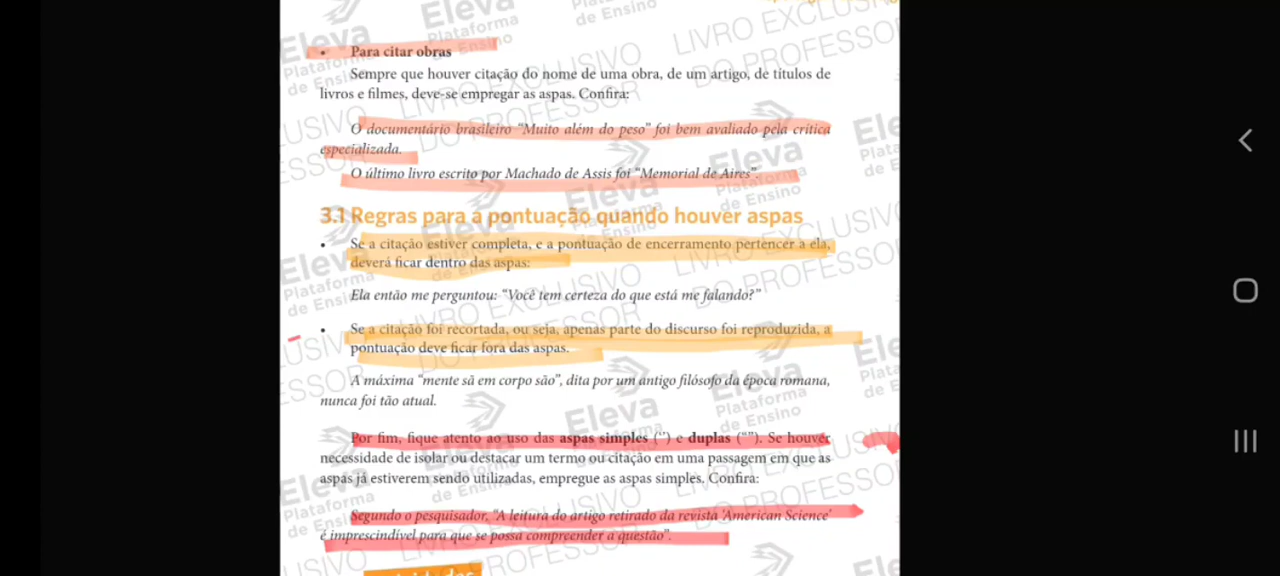 • Para citar obras
Sempre que houver citação do nome de uma obra, de um artigo, de títulos de
livros e filmes, deve-se empregar as aspas. Confira:
O documentário brasileiro “Muito além do peso” foi bem avaliado pela crítica
especializada.
O último livro escrito por Machado de Assis foi “Memorial de Aires”.
3.1 Regras para a pontuação quando houver aspas
• Se a citação estiver completa, e a pontuação de encerramento pertencer a ela,
deverá ficar dentro das aspas:
Ela então me perguntou: “Você tem certeza do que está me falando?”
• Se a citação foi recortada, ou seja, apenas parte do discurso foi reproduzida, a
pontuação deve ficar fora das aspas.
A máxima “mente sã em corpo são”, dita por um antigo filósofo da época romana,
nunca foi tão atual.
Por fim, fique atento ao uso das aspas simples (‘’) e duplas (“”). Se houver
necessidade de isolar ou destacar um termo ou citação em uma passagem em que as
aspas já estiverem sendo utilizadas, empregue as aspas simples. Confira:
Segundo o pesquisador, “A leitura do artigo retirado da revista ‘American Science’
é imprescindível para que se possa compreender a questão”.
Eleva
Plataforma
de Ensino
LIVRO EXCLUSIVO
DO PROFESSOR